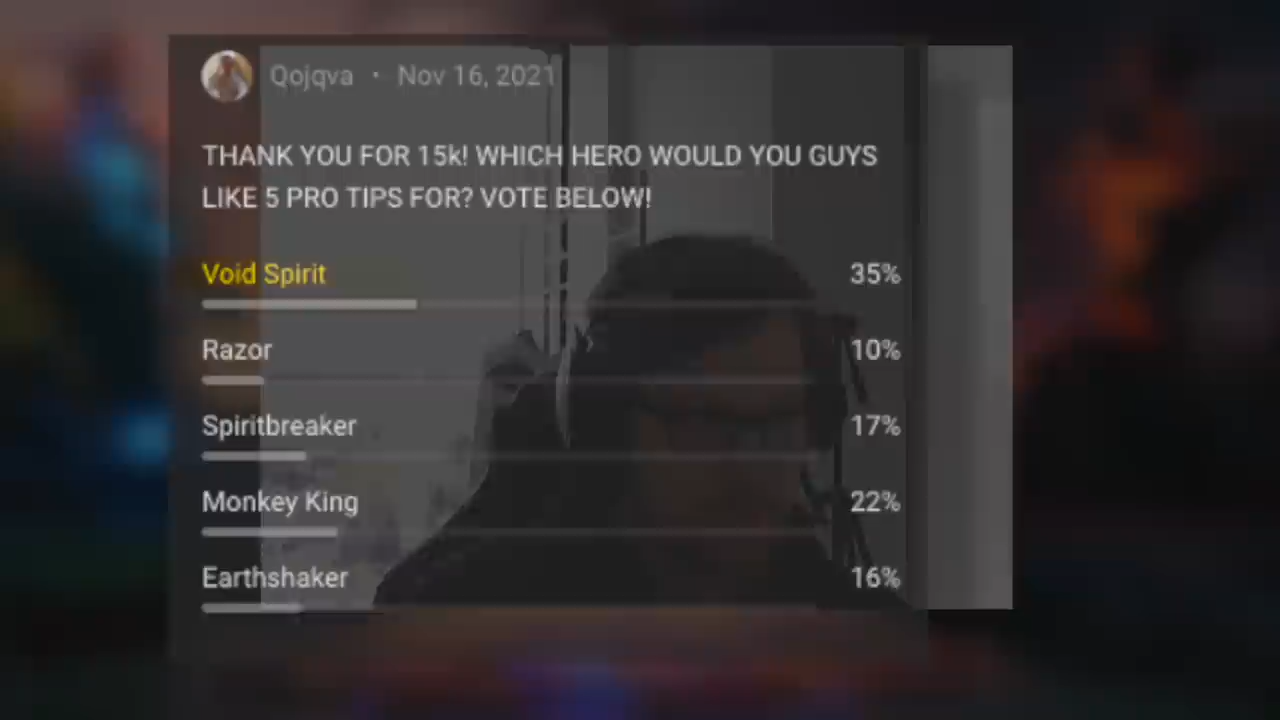 Qojqva • Nov 16, 2021
THANK YOU FOR 15k! WHICH HERO WOULD YOU GUYS
LIKE 5 PRO TIPS FOR? VOTE BELOW!
Void Spirit 35%
Razor 10%
Spiritbreaker 17%
Monkey King 22%
Earthshaker 16%